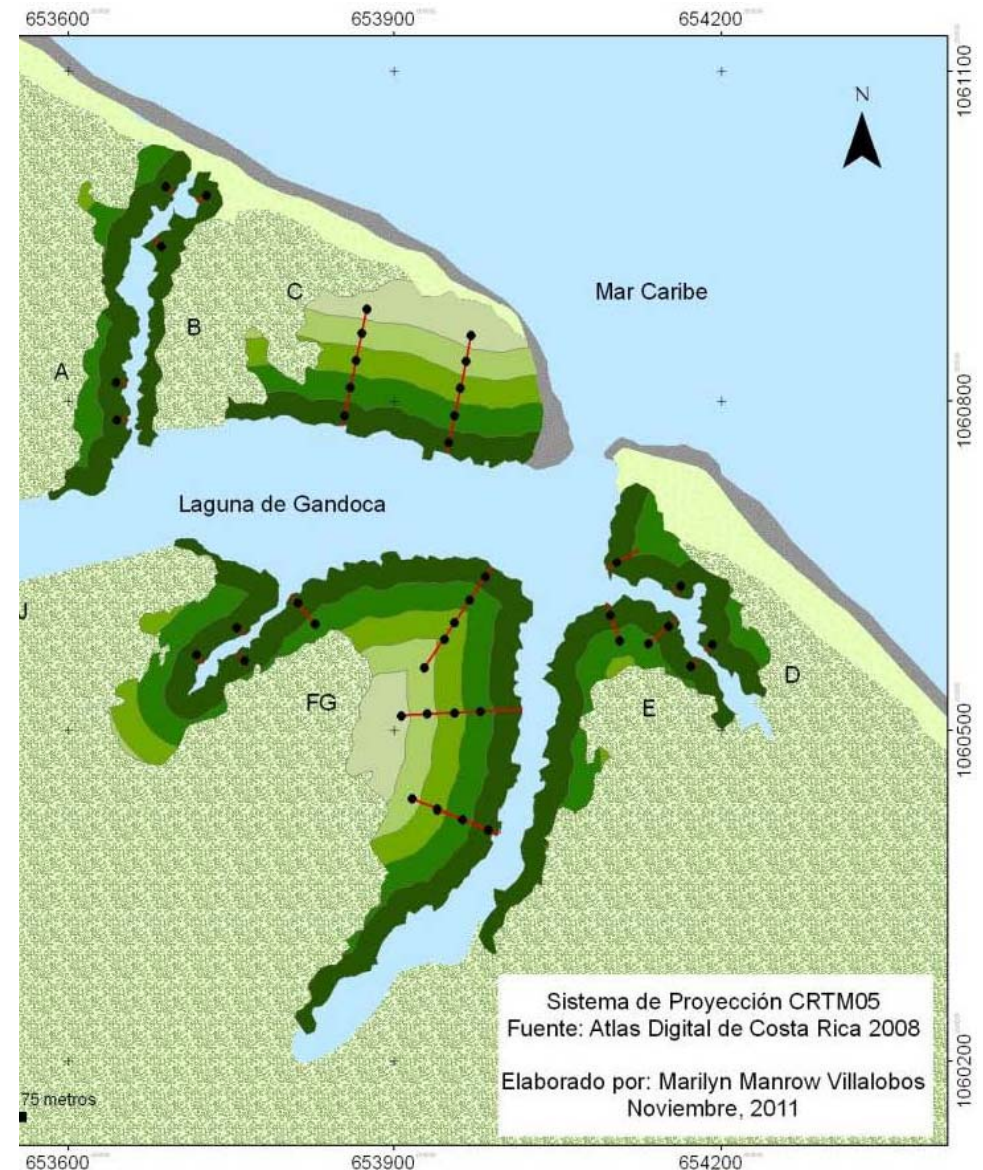 653600 653900 654200
1061100
N
Mar Caribe
C
B
A
1060800
Laguna de Gandoca
J
D
FG
E
1060500
Sistema de Proyección CRTM05
Fuente: Atlas Digital de Costa Rica 2008
Elaborado por: Marilyn Manrow Villalobos
Noviembre, 2011
1060200
75 metros
653600 653900 654200